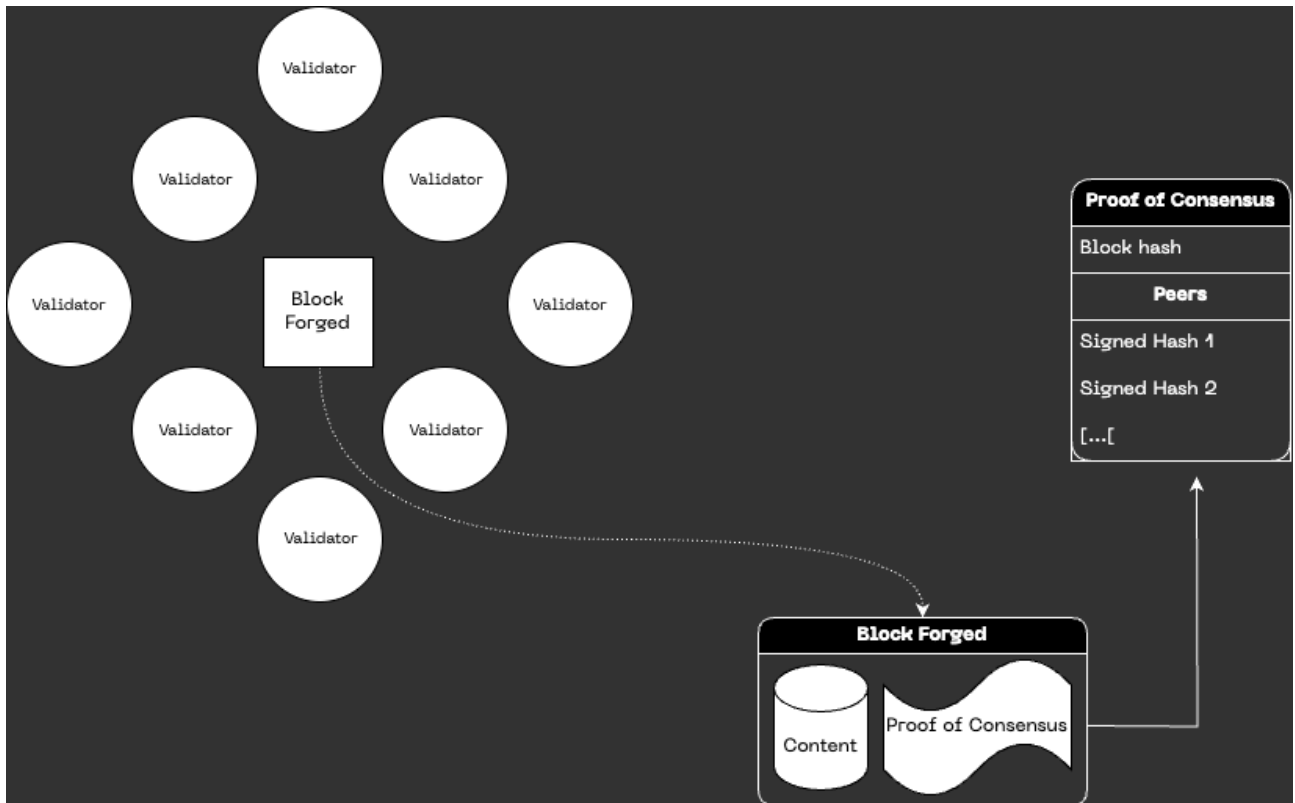 Validator
Validator
Validator
Validator
Block
Forged
Validator
Validator
Validator
Validator
Proof of Consensus
Block hash
Peers
Signed Hash 1
Signed Hash 2
[...[
Block Forged
Content
Proof of Consensus